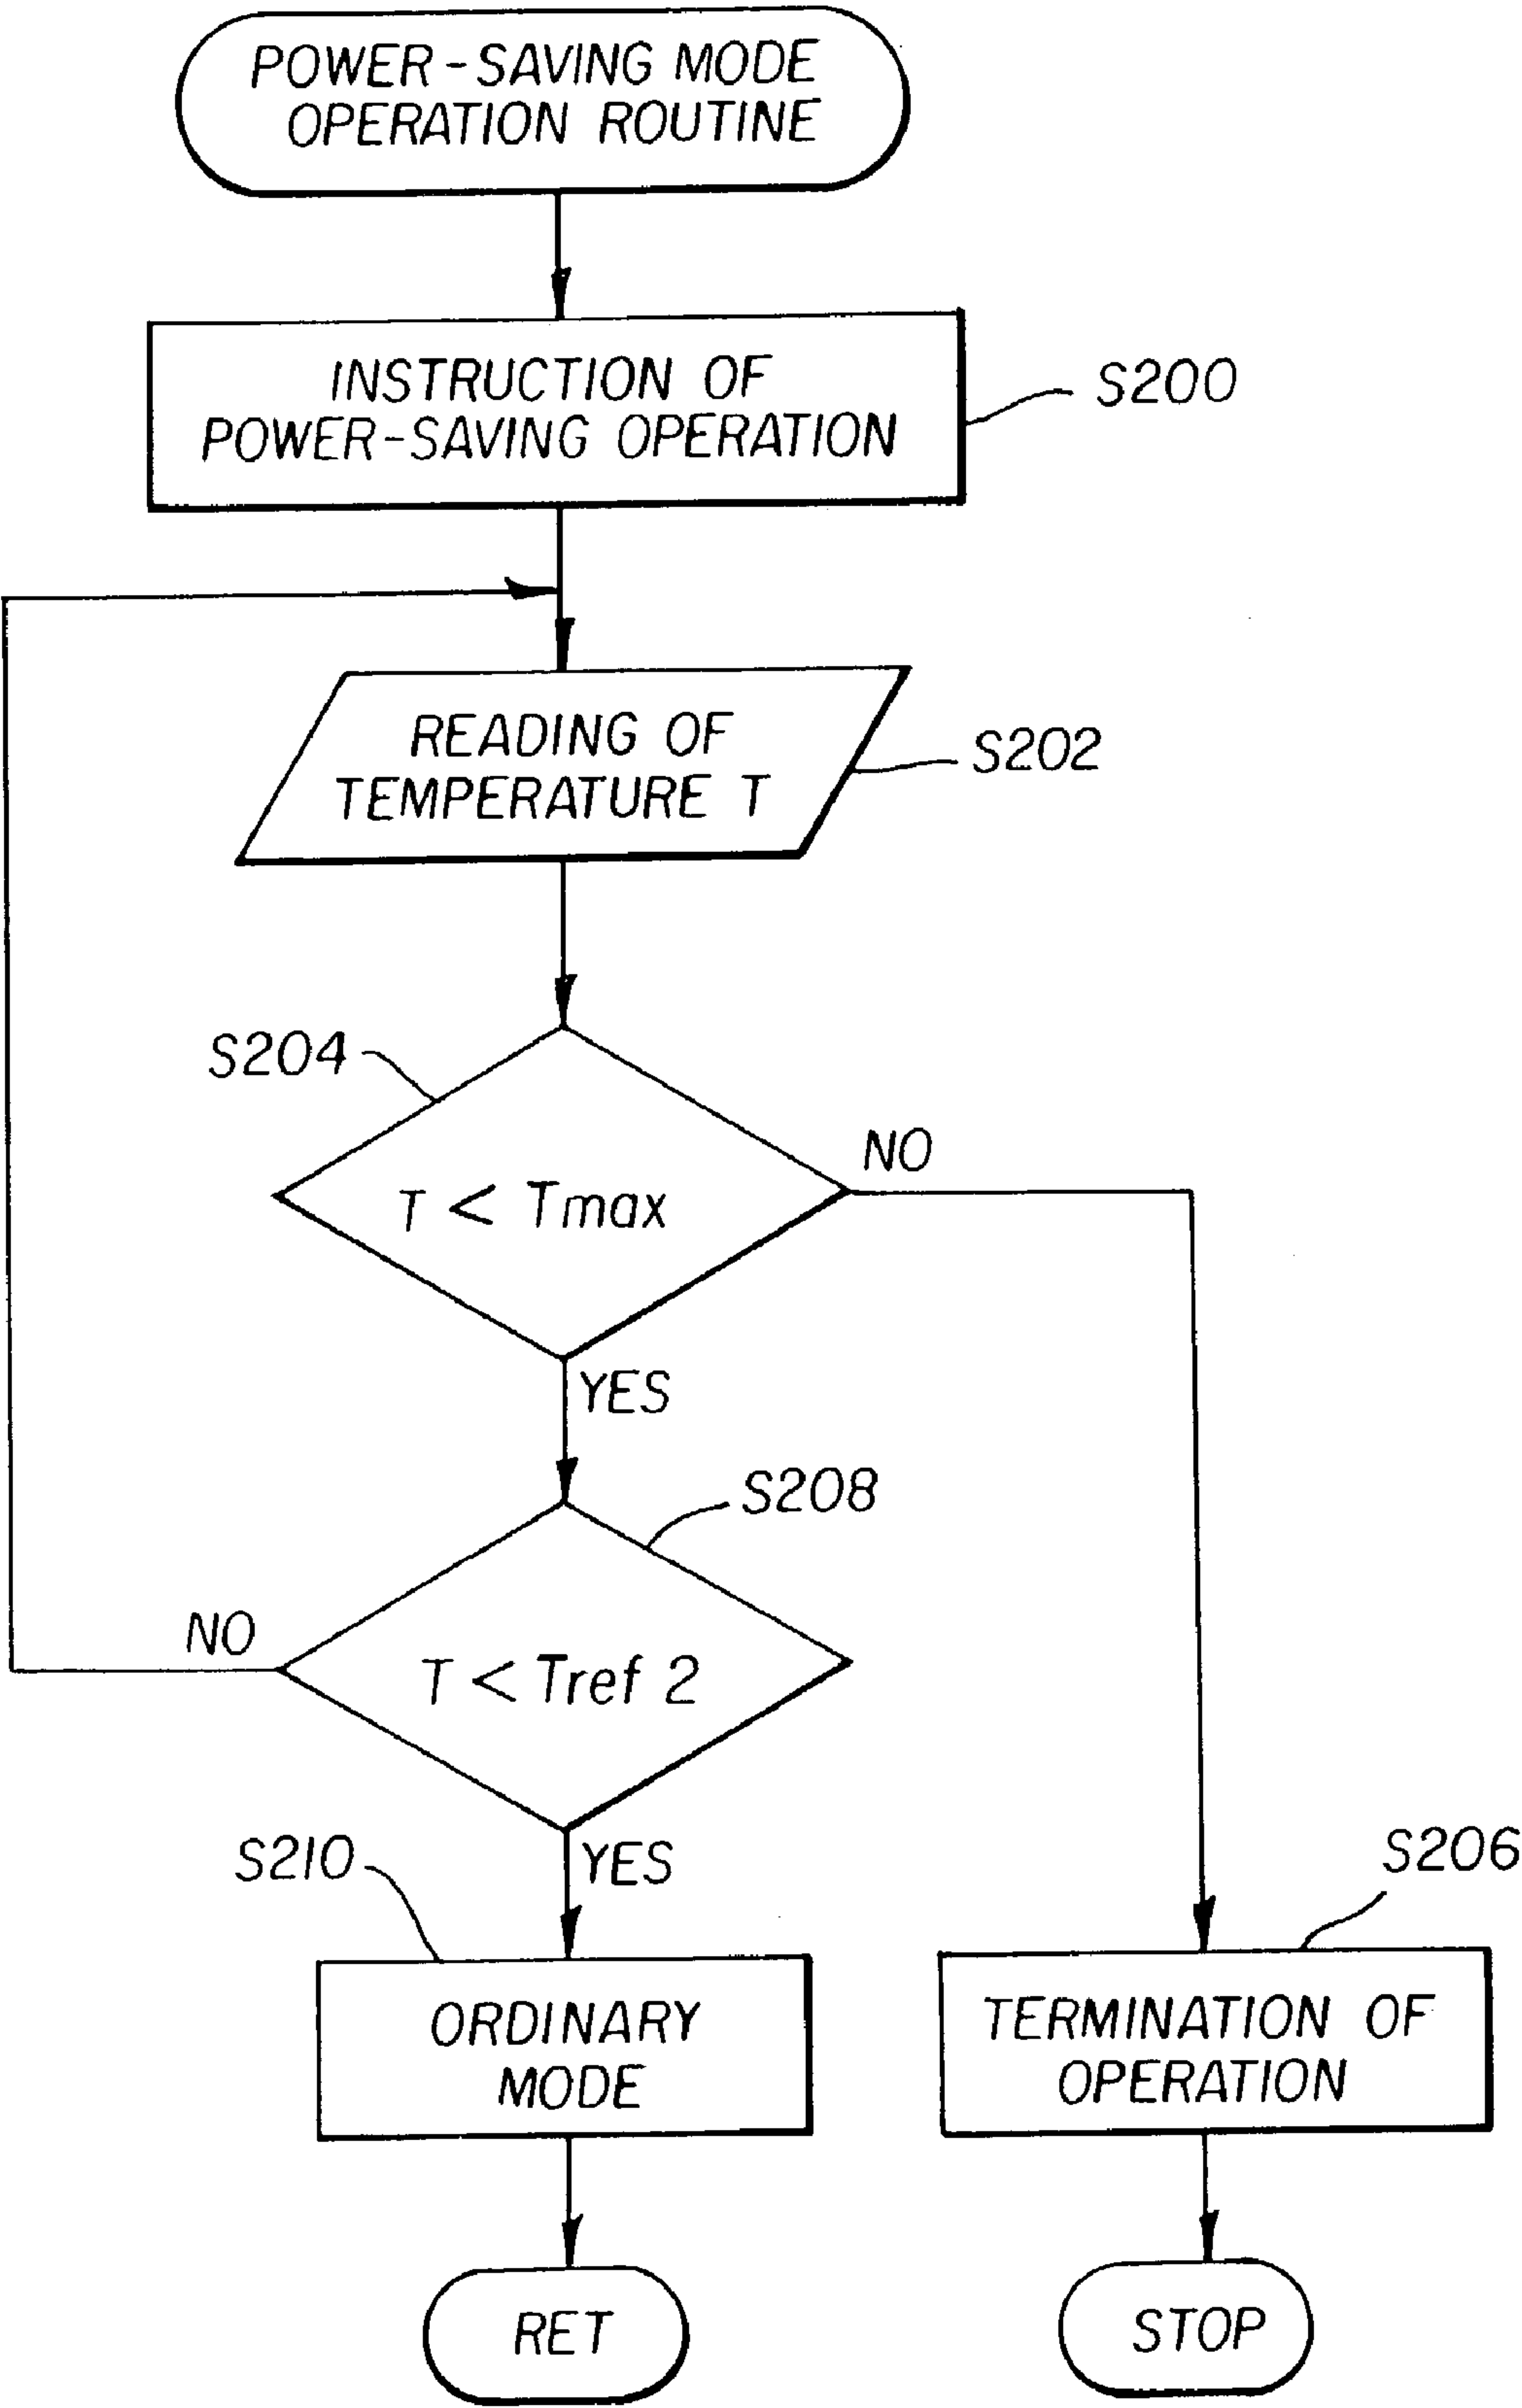 POWER-SAVING MODE
OPERATION ROUTINE
INSTRUCTION OF
POWER-SAVING OPERATION
S200
READING OF
TEMPERATURE T
S202
S204
T < Tmax
NO
YES
S208
T < Tref 2
NO
YES
S210
ORDINARY
MODE
S206
TERMINATION OF
OPERATION
RET
STOP